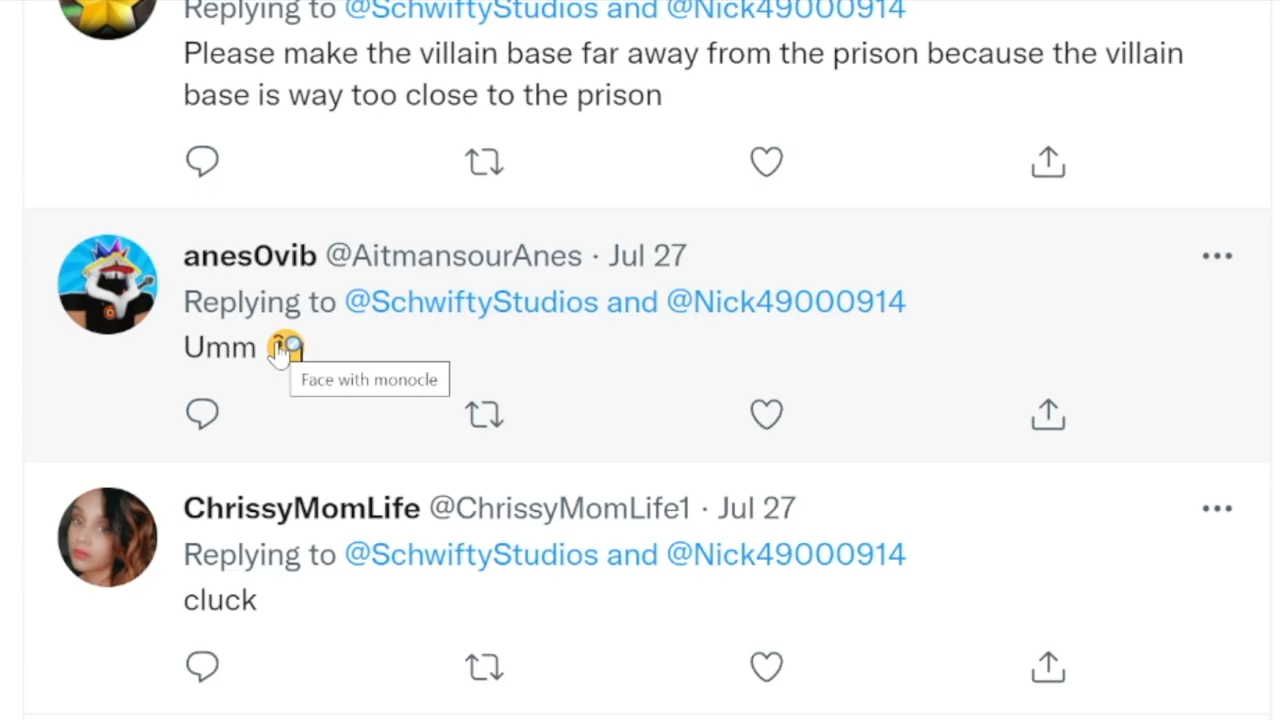 Replying to @SchwiftyStudios and @Nick49000914
Please make the villain base far away from the prison because the villain
base is way too close to the prison
anesOvib @AitmansourAnes · Jul 27
Replying to @SchwiftyStudios and @Nick49000914
Umm 🧐
Face with monocle
ChrissyMomLife @ChrissyMomLife1 · Jul 27
Replying to @SchwiftyStudios and @Nick49000914
cluck